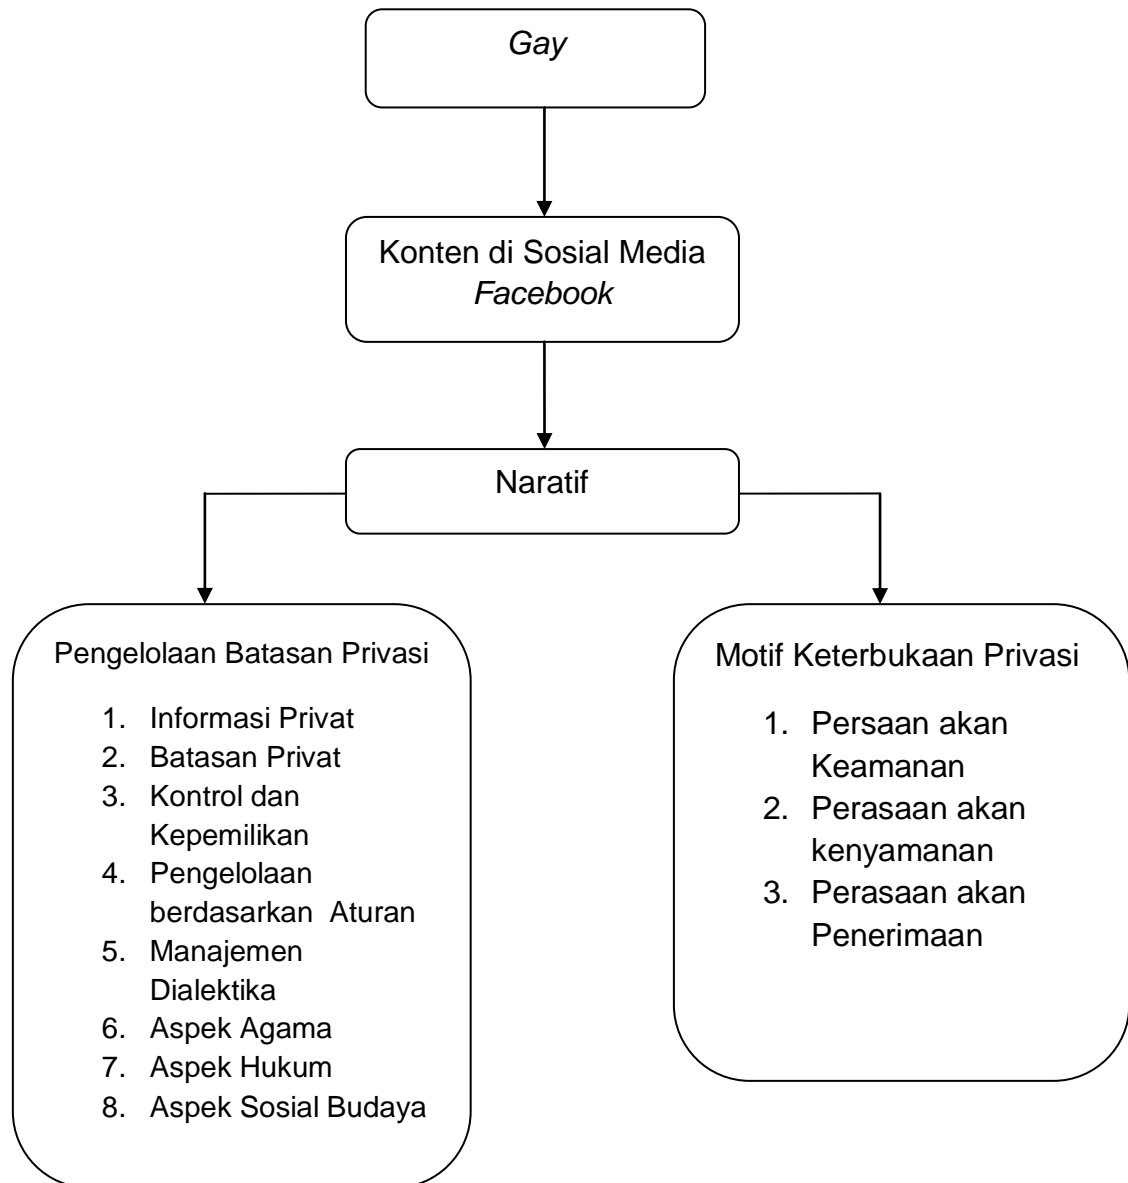 Gay
Konten di Sosial Media
Facebook
Naratif
Pengelolaan Batasan Privasi
1. Informasi Privat
2. Batasan Privat
3. Kontrol dan
Kepemilikan
4. Pengelolaan
berdasarkan Aturan
5. Manajemen
Dialektika
6. Aspek Agama
7. Aspek Hukum
8. Aspek Sosial Budaya
Motif Keterbukaan Privasi
1. Persaan akan
Keamanan
2. Perasaan akan
kenyamanan
3. Perasaan akan
Penerimaan